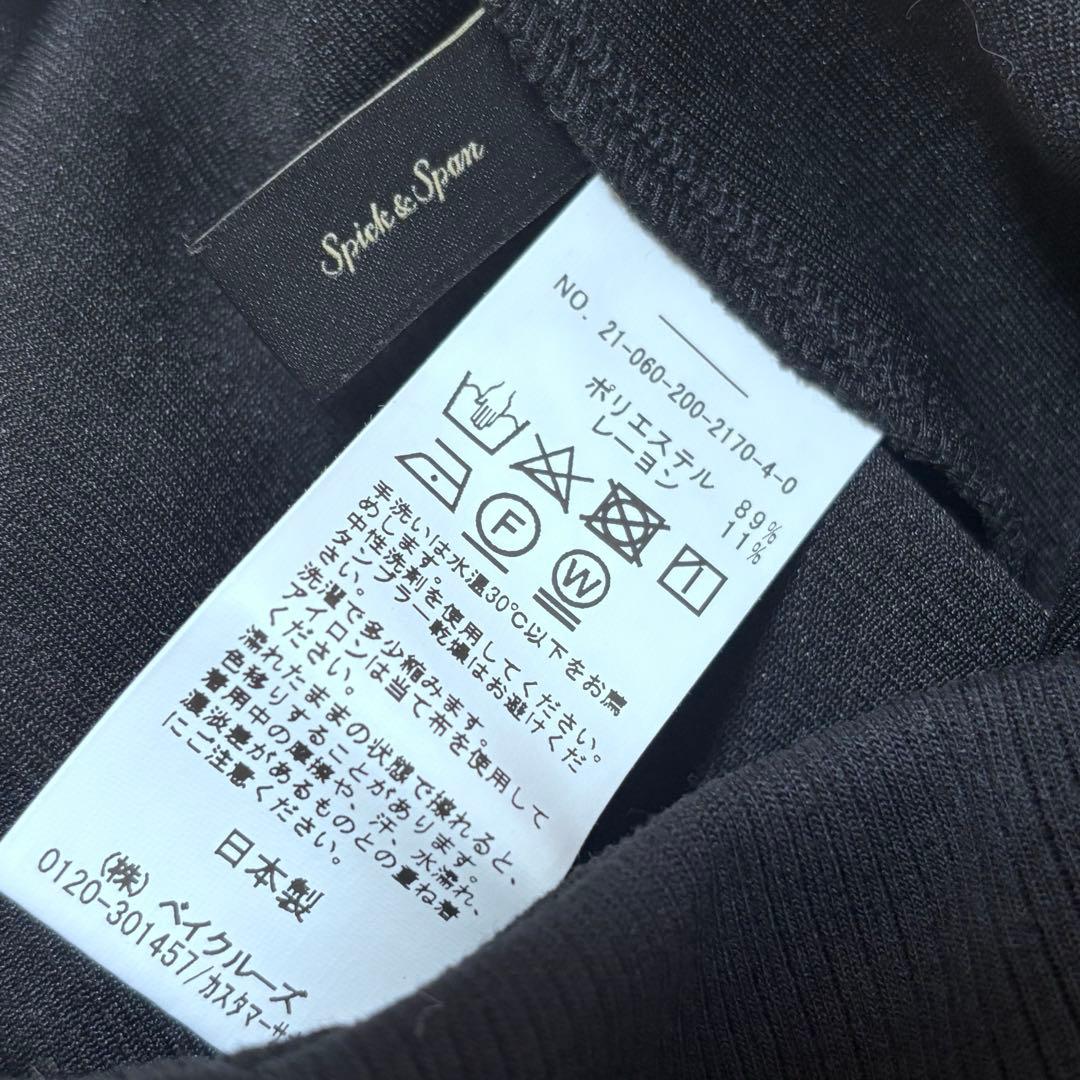 Spick & Span
NO. 21-060-200-2170-4-0
ポリエステル 89%
レーヨン 11%
F
W
手洗いは水温30℃以下をお薦
めします。
中性洗剤を使用してください。
タンブラー乾燥はお避けくだ
さい。
洗濯で多少縮みます。
アイロンは当て布を使用して
ください。
濡れたままの状態で擦れると、
色移りすることがあります。
着用中の摩擦や、汗、水濡れ、
濃淡差があるものとの重ね着
にご注意ください。
日本製
(株) ベイクルーズ
0120-301457/カスタマーサ